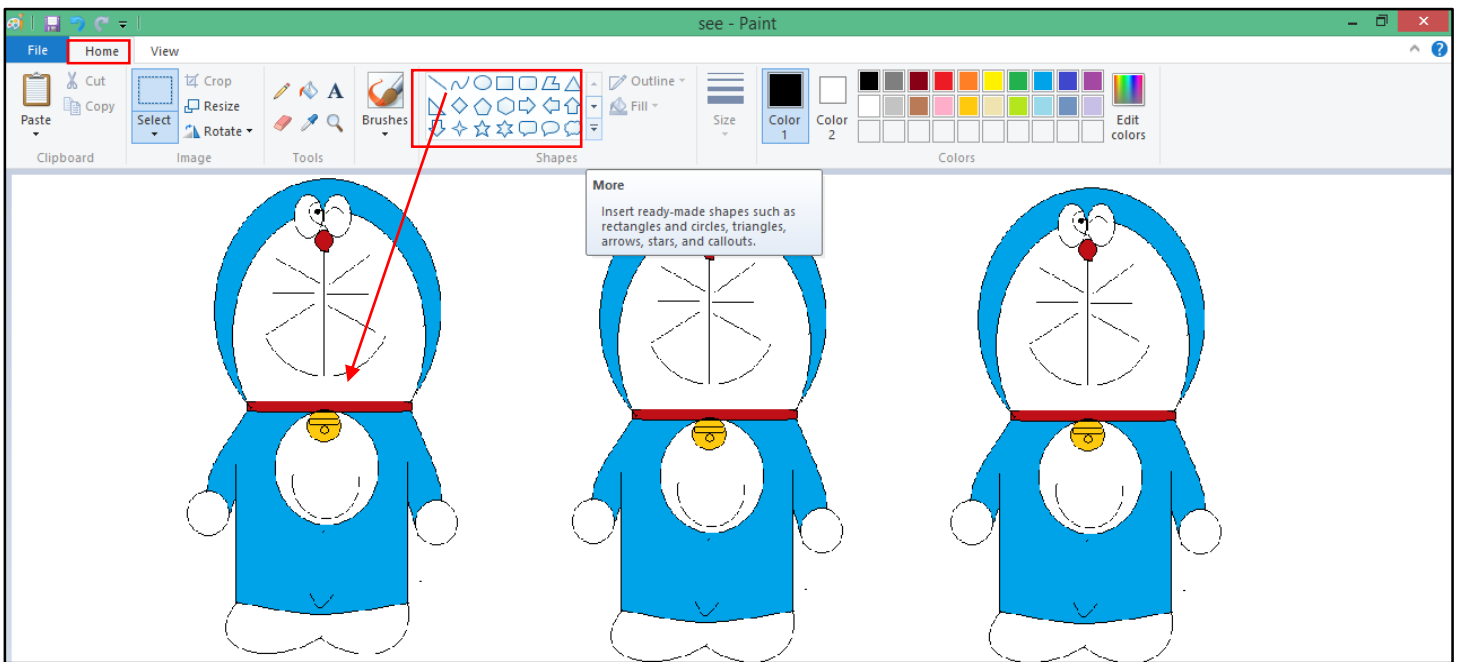 see - Paint
File Home View
Paste
Cut
Copy
Clipboard
Select
Crop
Resize
Rotate
Image
A
Tools
Brushes
Outline
Fill
Shapes
Size
Color
1
Color
2
Edit
colors
Colors
More
Insert ready-made shapes such as
rectangles and circles, triangles,
arrows, stars, and callouts.